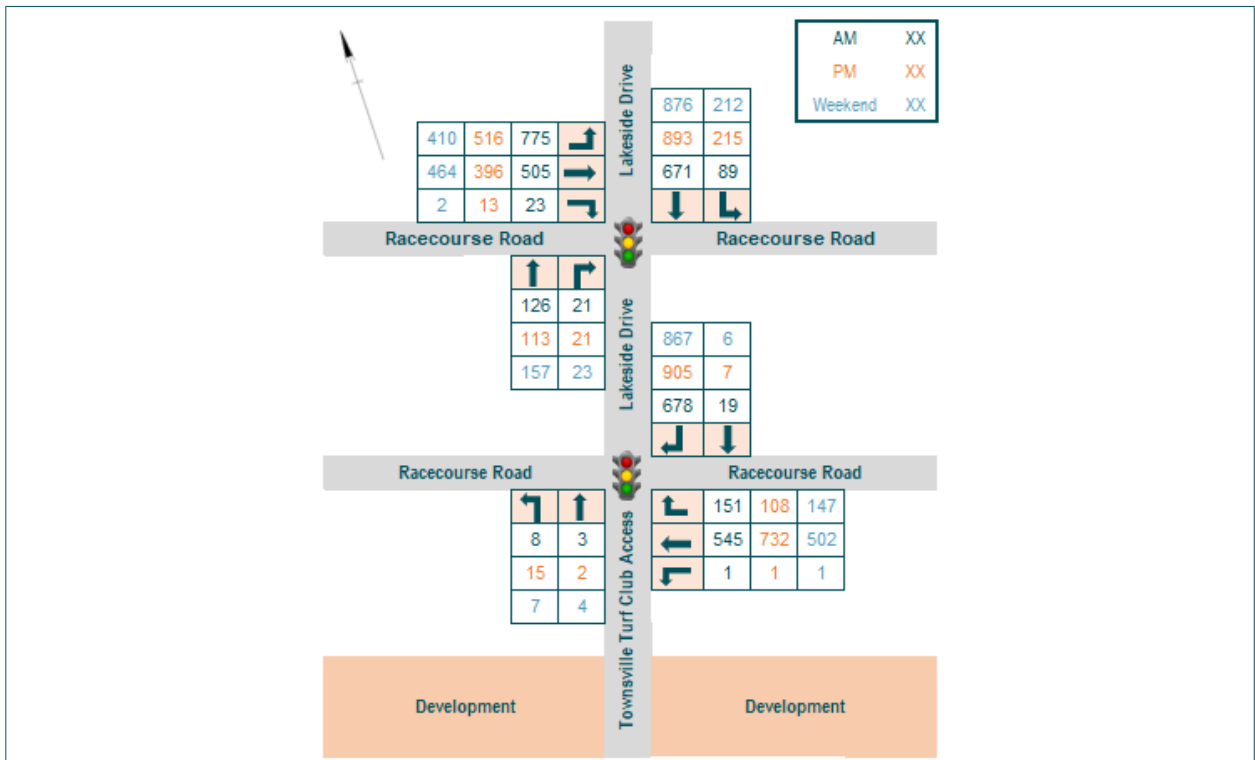 AM XX
PM XX
Weekend XX
Lakeside Drive
876 212
893 215
671 89
410 516 775
464 396 505
2 13 23
Racecourse Road
Racecourse Road
126 21
113 21
157 23
Lakeside Drive
867 6
905 7
678 19
Racecourse Road
Racecourse Road
8 3
15 2
7 4
151 108 147
545 732 502
1 1 1
Townsville Turf Club Access
Development
Development